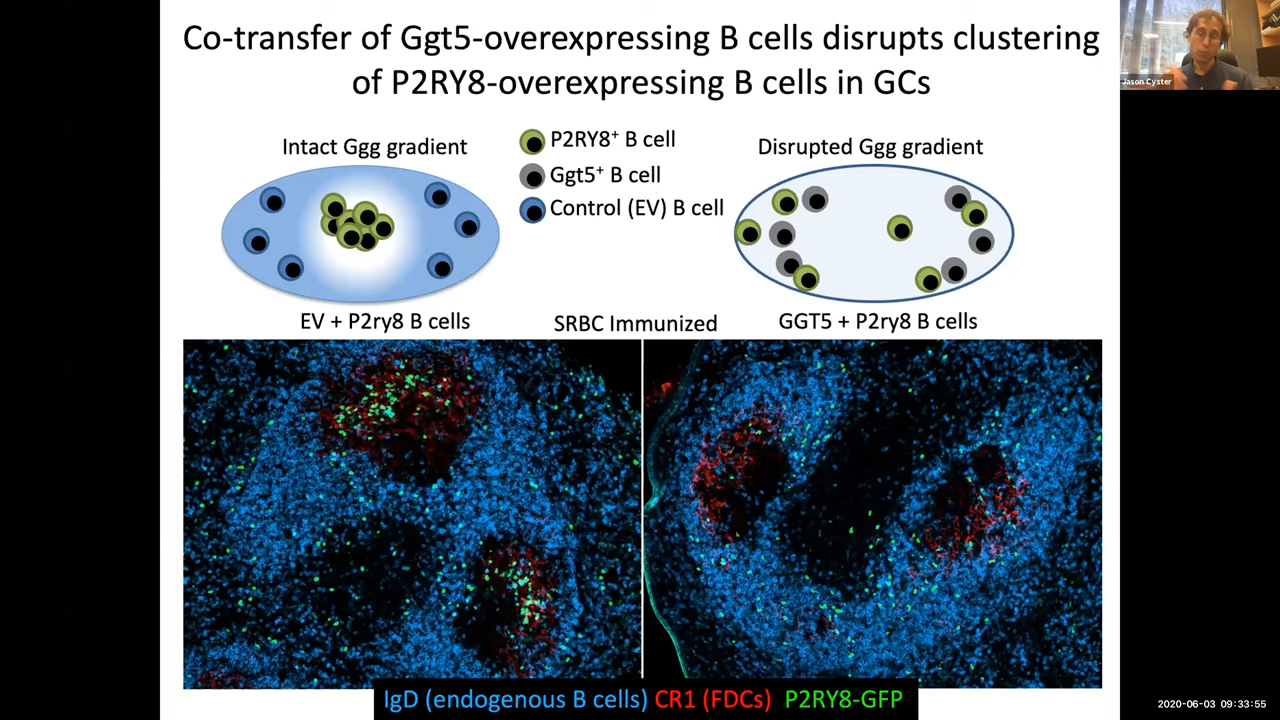 Co-transfer of Ggt5-overexpressing B cells disrupts clustering
of P2RY8-overexpressing B cells in GCs
Jason Cyster
Intact Ggg gradient
P2RY8⁺ B cell
Ggt5⁺ B cell
Control (EV) B cell
Disrupted Ggg gradient
EV + P2ry8 B cells
SRBC Immunized
GGT5 + P2ry8 B cells
IgD (endogenous B cells) CR1 (FDCs) P2RY8-GFP
2020-06-03 09:33:55